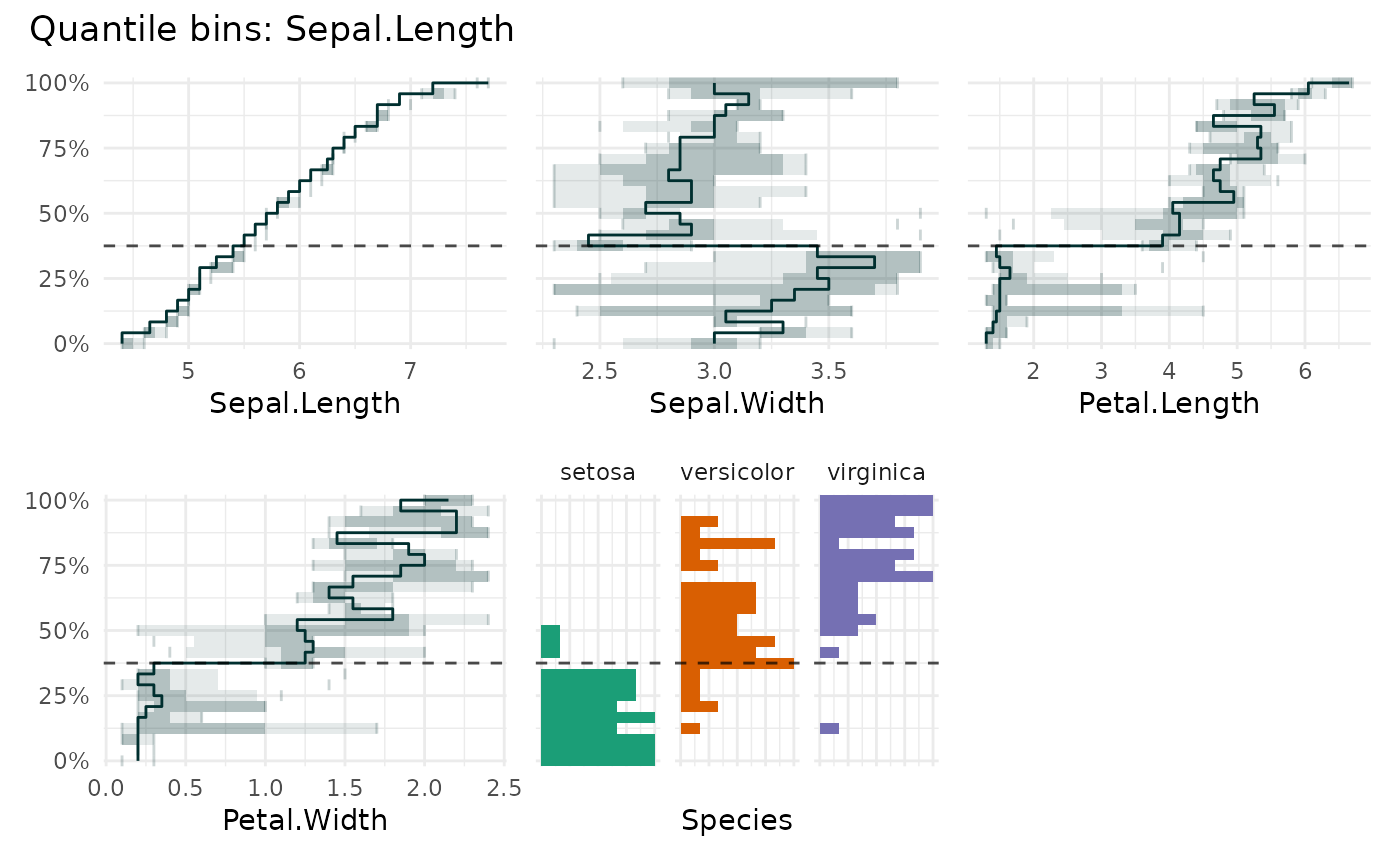 Quantile bins: Sepal.Length
100%
75%
50%
25%
0%
5 6 7
2.5 3.0 3.5
2 3 4 5 6
Sepal.Length
Sepal.Width
Petal.Length
setosa
versicolor
virginica
100%
75%
50%
25%
0%
0.0 0.5 1.0 1.5 2.0 2.5
Petal.Width
Species